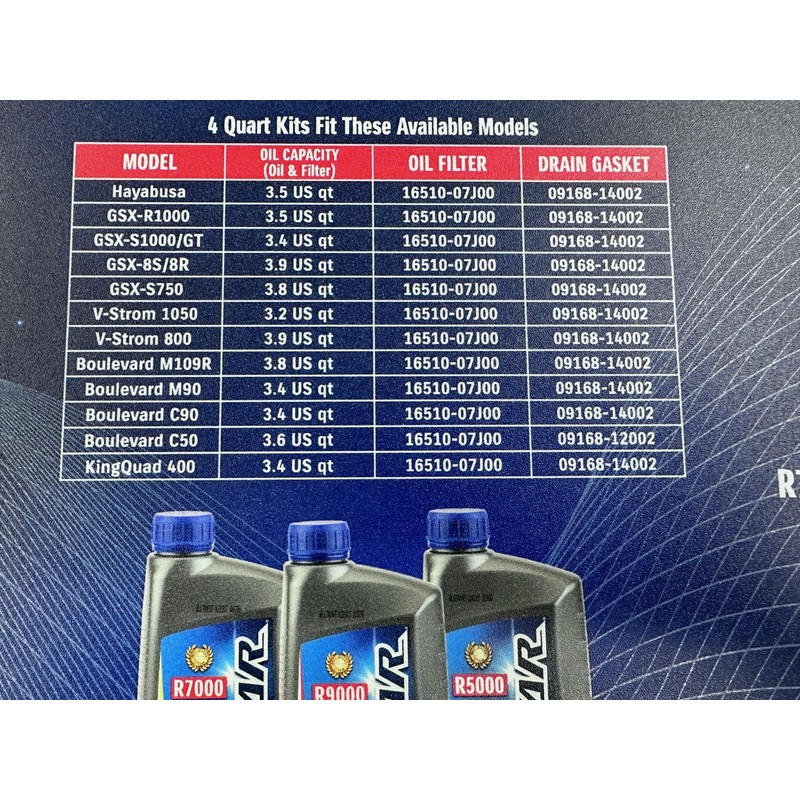 4 Quart Kits Fit These Available Models
MODEL OIL CAPACITY (Oil & Filter) OIL FILTER DRAIN GASKET
Hayabusa 3.5 US qt 16510-07J00 09168-14002
GSX-R1000 3.5 US qt 16510-07J00 09168-14002
GSX-S1000/GT 3.4 US qt 16510-07J00 09168-14002
GSX-8S/8R 3.9 US qt 16510-07J00 09168-14002
GSX-S750 3.8 US qt 16510-07J00 09168-14002
V-Strom 1050 3.2 US qt 16510-07J00 09168-14002
V-Strom 800 3.9 US qt 16510-07J00 09168-14002
Boulevard M109R 3.8 US qt 16510-07J00 09168-14002
Boulevard M90 3.4 US qt 16510-07J00 09168-14002
Boulevard C90 3.4 US qt 16510-07J00 09168-14002
Boulevard C50 3.6 US qt 16510-07J00 09168-12002
KingQuad 400 3.4 US qt 16510-07J00 09168-14002
R7000 R9000 R5000